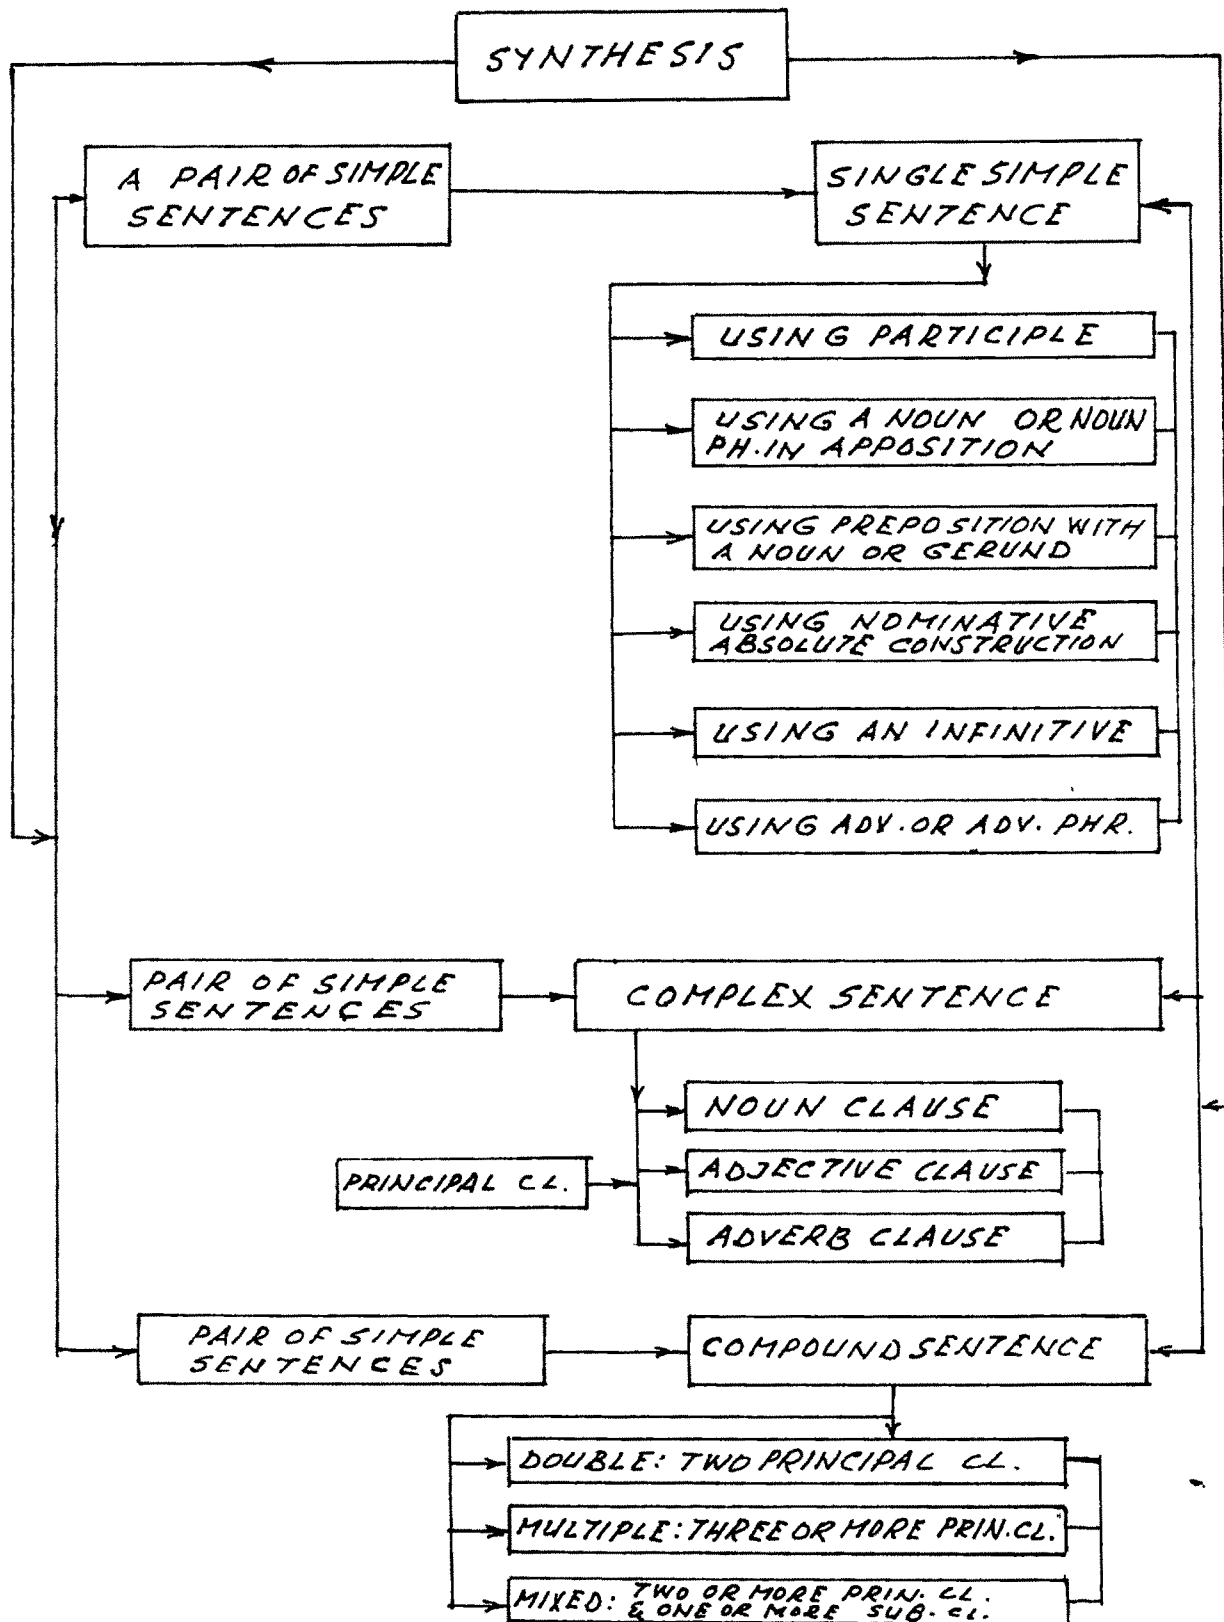 SYNTHESIS
A PAIR OF SIMPLE
SENTENCES
SINGLE SIMPLE
SENTENCE
USING PARTICIPLE
USING A NOUN OR NOUN
PH. IN APPOSITION
USING PREPOSITION WITH
A NOUN OR GERUND
USING NOMINATIVE
ABSOLUTE CONSTRUCTION
USING AN INFINITIVE
USING ADV. OR ADV. PHR.
PAIR OF SIMPLE
SENTENCES
COMPLEX SENTENCE
NOUN CLAUSE
PRINCIPAL CL.
ADJECTIVE CLAUSE
ADVERB CLAUSE
PAIR OF SIMPLE
SENTENCES
COMPOUND SENTENCE
DOUBLE: TWO PRINCIPAL CL.
MULTIPLE: THREE OR MORE PRIN. CL.
MIXED: TWO OR MORE PRIN. CL.
& ONE OR MORE SUB. CL.